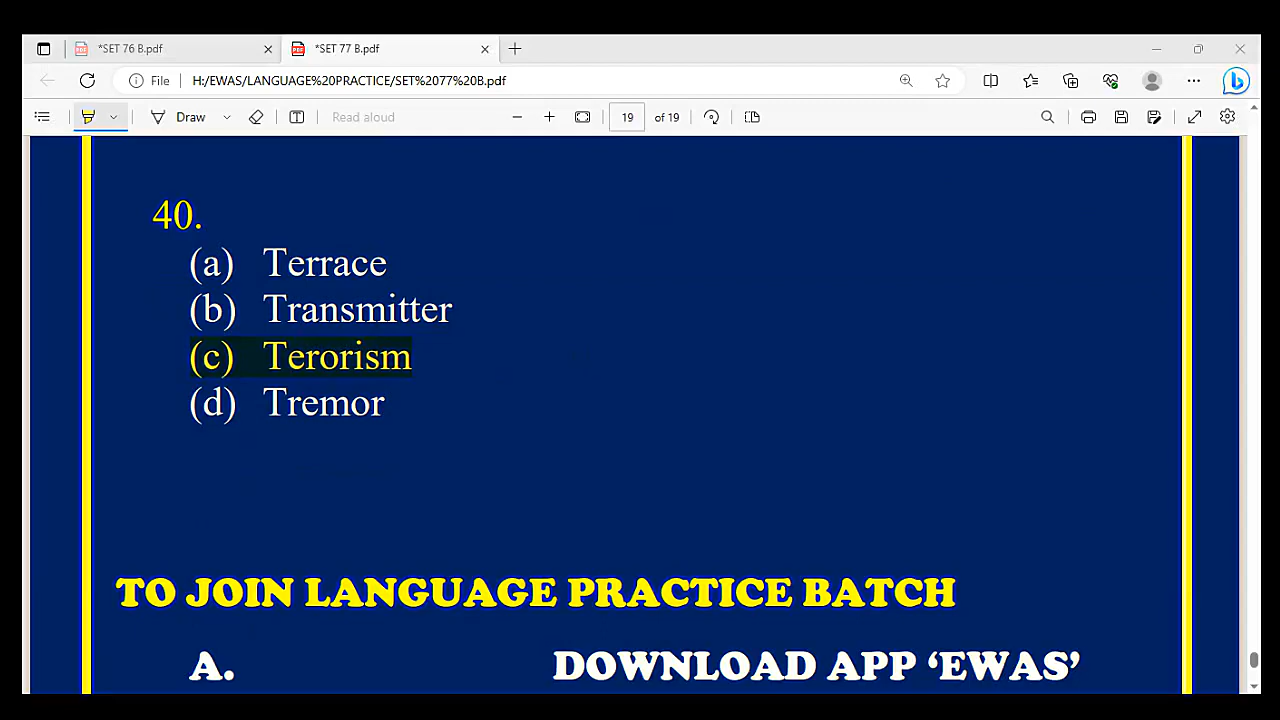 *SET 76 B.pdf
*SET 77 B.pdf
File H:/EWAS/LANGUAGE%20PRACTICE/SET%2077%20B.pdf
Draw Read aloud 19 of 19
40.
(a) Terrace
(b) Transmitter
(c) Terorism
(d) Tremor
TO JOIN LANGUAGE PRACTICE BATCH
A. DOWNLOAD APP ‘EWAS’